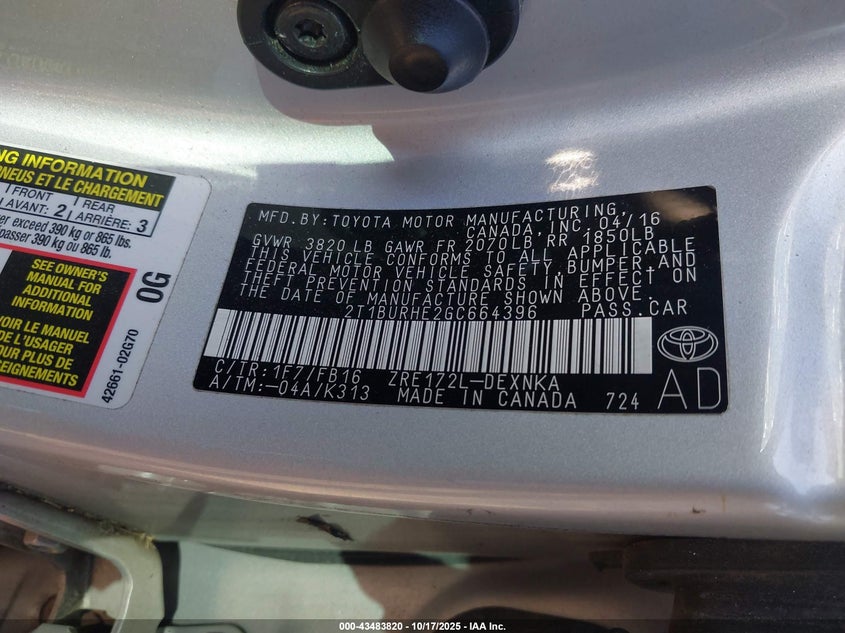 NG INFORMATION
PNEUS ET LE CHARGEMENT
FRONT
AVANT: 2
REAR
ARRIÈRE: 3
er exceed 390 kg or 865 lbs.
passer 390 kg ou 865 lb.
SEE OWNER'S
MANUAL FOR
ADDITIONAL
INFORMATION
VOIR LE MANUEL
DE L'USAGER
POUR PLUS DE
RENSEIGNEMENTS
0G
42661-02G70
MFD. BY: TOYOTA MOTOR MANUFACTURING
CANADA, INC. 04/16
GVWR 3820 LB GAWR FR 2070LB, RR 1850LB
THIS VEHICLE CONFORMS TO ALL APPLICABLE
FEDERAL MOTOR VEHICLE SAFETY, BUMPER AND
THEFT PREVENTION STANDARDS IN EFFECT ON
THE DATE OF MANUFACTURE SHOWN ABOVE.
2T1BURHE2GC664396 PASS. CAR
C/TR: 1F7/FB16 ZRE172L-DEXNKA
A/TM: -04A/K313 MADE IN CANADA 724
TOYOTA
AD
000-43483820 | 10/17/2025 - IAA Inc.